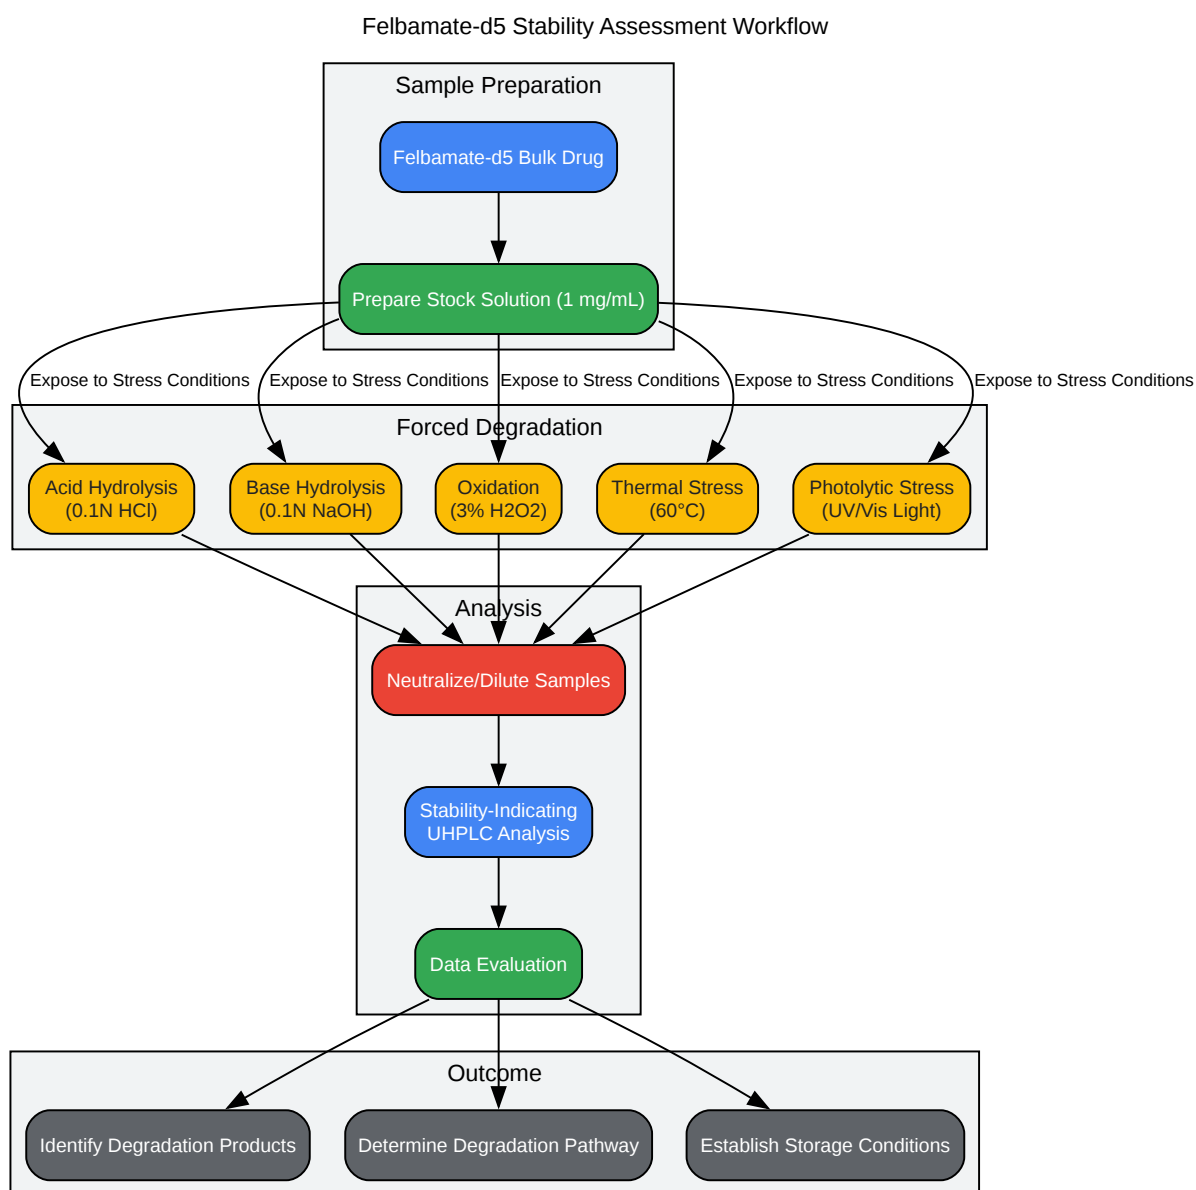 Felbamate-d5 Stability Assessment Workflow
Sample Preparation
Felbamate-d5 Bulk Drug
Prepare Stock Solution (1 mg/mL)
Expose to Stress Conditions
Expose to Stress Conditions
Expose to Stress Conditions
Expose to Stress Conditions
Expose to Stress Conditions
Forced Degradation
Acid Hydrolysis
(0.1N HCl)
Base Hydrolysis
(0.1N NaOH)
Oxidation
(3% H2O2)
Thermal Stress
(60°C)
Photolytic Stress
(UV/Vis Light)
Analysis
Neutralize/Dilute Samples
Stability-Indicating
UHPLC Analysis
Data Evaluation
Outcome
Identify Degradation Products
Determine Degradation Pathway
Establish Storage Conditions